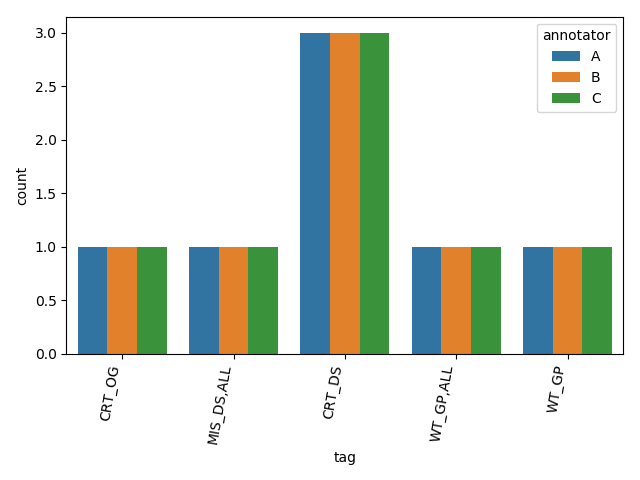 annotator
A
B
C
3.0
2.5
2.0
1.5
1.0
0.5
0.0
count
CRT_OG
MIS_DS,ALL
CRT_DS
WT_GP,ALL
WT_GP
tag